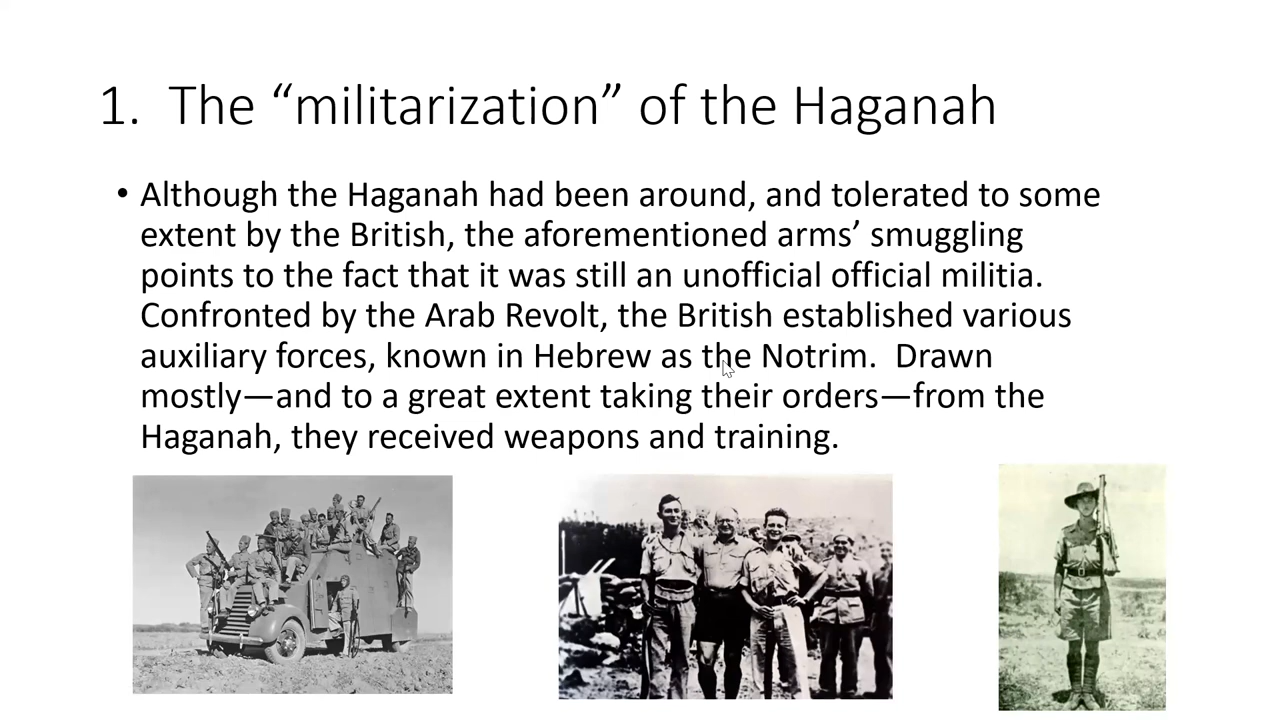 1. The “militarization” of the Haganah
• Although the Haganah had been around, and tolerated to some
extent by the British, the aforementioned arms’ smuggling
points to the fact that it was still an unofficial official militia.
Confronted by the Arab Revolt, the British established various
auxiliary forces, known in Hebrew as the Notrim. Drawn
mostly—and to a great extent taking their orders—from the
Haganah, they received weapons and training.